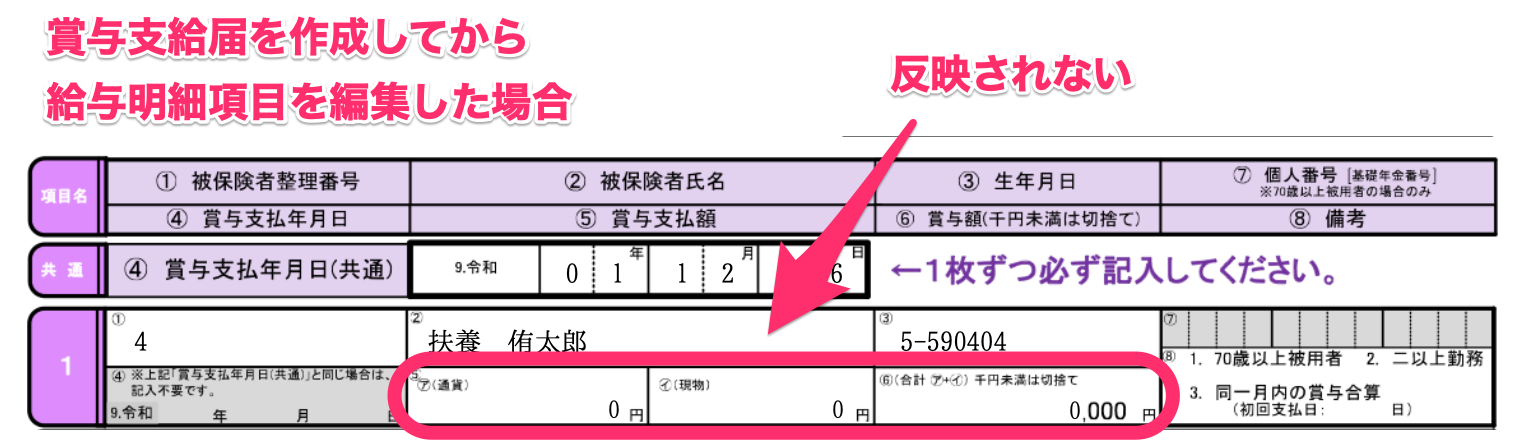 賞与支給届を作成してから
給与明細項目を編集した場合
反映されない
項目名
① 被保険者整理番号
② 被保険者氏名
③ 生年月日
⑦ 個人番号 [基礎年金番号]
※70歳以上被用者の場合のみ
④ 賞与支払年月日
⑤ 賞与支払額
⑥ 賞与額(千円未満は切捨て)
⑧ 備考
共 通
④ 賞与支払年月日(共通)
9.令和
0 1 年 1 2 月 6 日
←1枚ずつ必ず記入してください。
1
①
4
②
扶養 侑太郎
③
5-590404
⑦
④ ※上記「賞与支払年月日(共通)」と同じ場合は、
記入不要です。
9.令和 年 月
⑤
㋐(通貨)
0 円
㋑(現物)
0 円
⑥(合計 ㋐+㋑) 千円未満は切捨て
0,000 円
⑧ 1. 70歳以上被用者 2. 二以上勤務
3. 同一月内の賞与合算
(初回支払日: 日)